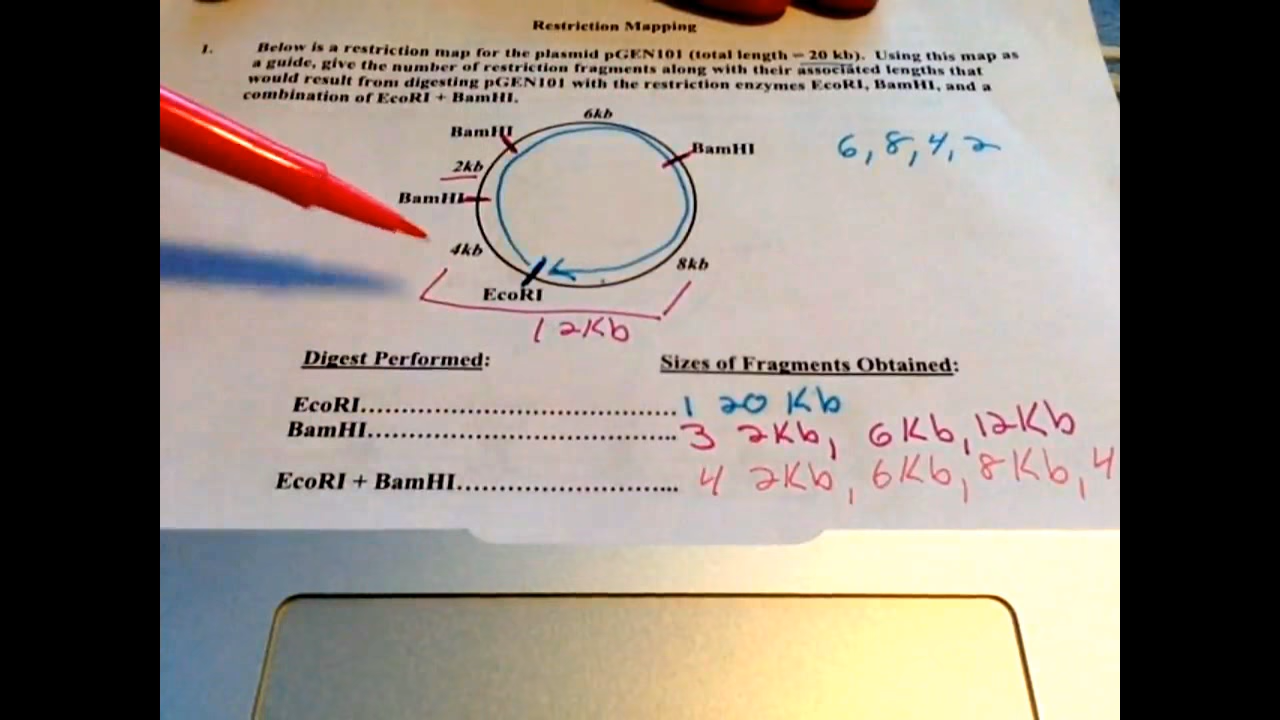 Restriction Mapping
1. Below is a restriction map for the plasmid pGEN101 (total length = 20 kb). Using this map as
a guide, give the number of restriction fragments along with their associated lengths that
would result from digesting pGEN101 with the restriction enzymes EcoRI, BamHI, and a
combination of EcoRI + BamHI.
6kb
BamHI
BamHI
6, 8, 4, 2
2kb
BamHI
4kb
8kb
EcoRI
12Kb
Digest Performed: Sizes of Fragments Obtained:
EcoRI....................................... 1 20 Kb
BamHI...................................... 3 2Kb, 6Kb, 12Kb
EcoRI + BamHI........................... 4 2Kb, 6Kb, 8Kb, 4